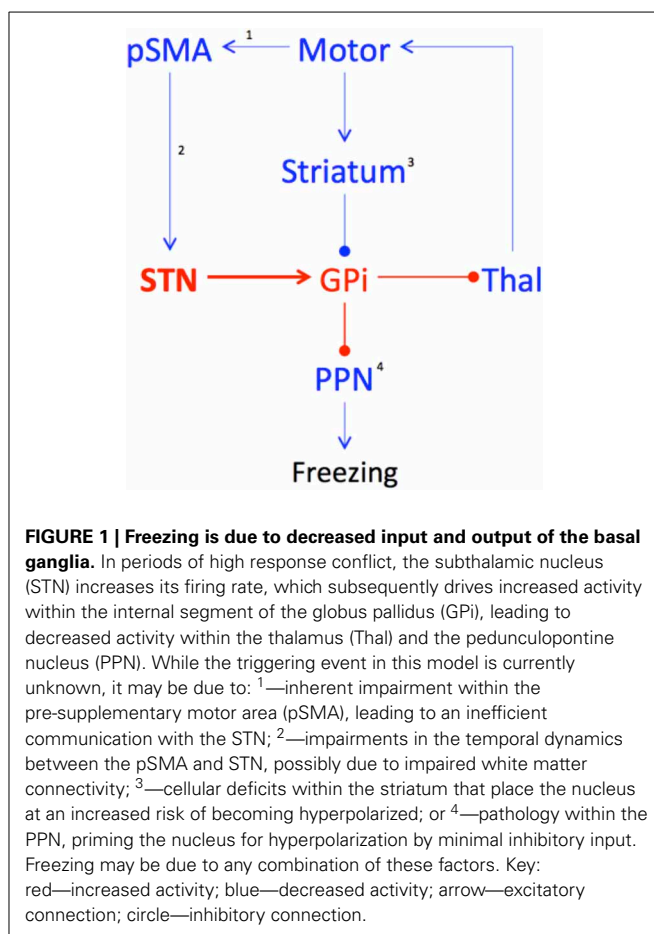 pSMA 1 Motor
2
Striatum3
STN GPi Thal
PPN4
Freezing
FIGURE 1 | Freezing is due to decreased input and output of the basal
ganglia. In periods of high response conflict, the subthalamic nucleus
(STN) increases its firing rate, which subsequently drives increased activity
within the internal segment of the globus pallidus (GPi), leading to
decreased activity within the thalamus (Thal) and the pedunculopontine
nucleus (PPN). While the triggering event in this model is currently
unknown, it may be due to: 1—inherent impairment within the
pre-supplementary motor area (pSMA), leading to an inefficient
communication with the STN; 2—impairments in the temporal dynamics
between the pSMA and STN, possibly due to impaired white matter
connectivity; 3—cellular deficits within the striatum that place the nucleus
at an increased risk of becoming hyperpolarized; or 4—pathology within the
PPN, priming the nucleus for hyperpolarization by minimal inhibitory input.
Freezing may be due to any combination of these factors. Key:
red—increased activity; blue—decreased activity; arrow—excitatory
connection; circle—inhibitory connection.